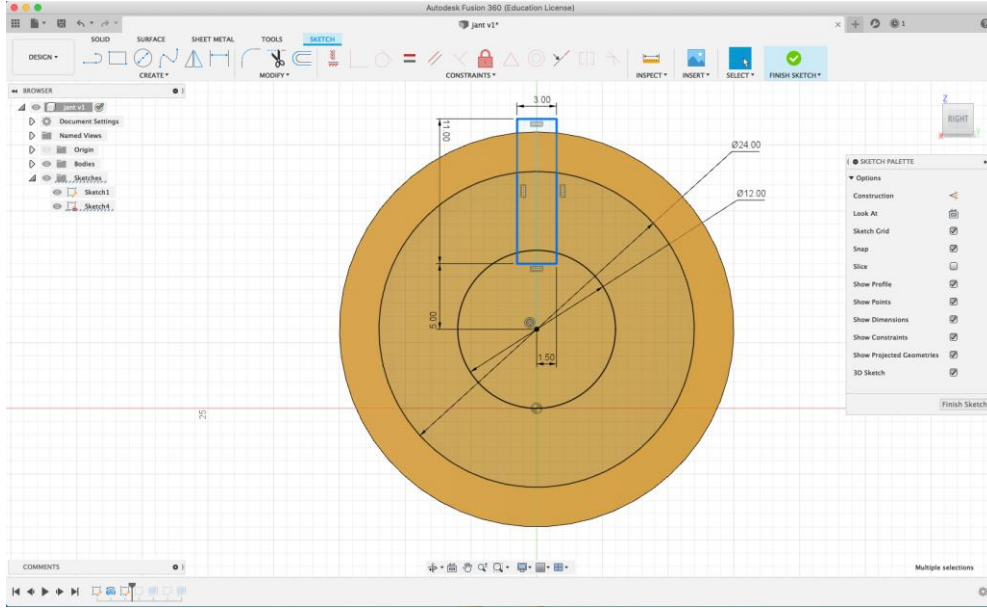 Autodesk Fusion 360 (Education License)
jant v1*
1
SOLID SURFACE SHEET METAL TOOLS SKETCH
DESIGN
CREATE MODIFY CONSTRAINTS INSPECT INSERT SELECT FINISH SKETCH
BROWSER
jant v1
Document Settings
Named Views
Origin
Bodies
Sketches
Sketch1
Sketch4
3.00
11.00
Ø24.00
Ø12.00
5.00
1.50
25
Z
RIGHT
X
Y
SKETCH PALETTE
Options
Construction
Look At
Sketch Grid
Snap
Slice
Show Profile
Show Points
Show Dimensions
Show Constraints
Show Projected Geometries
3D Sketch
Finish Sketch
COMMENTS
Multiple selections